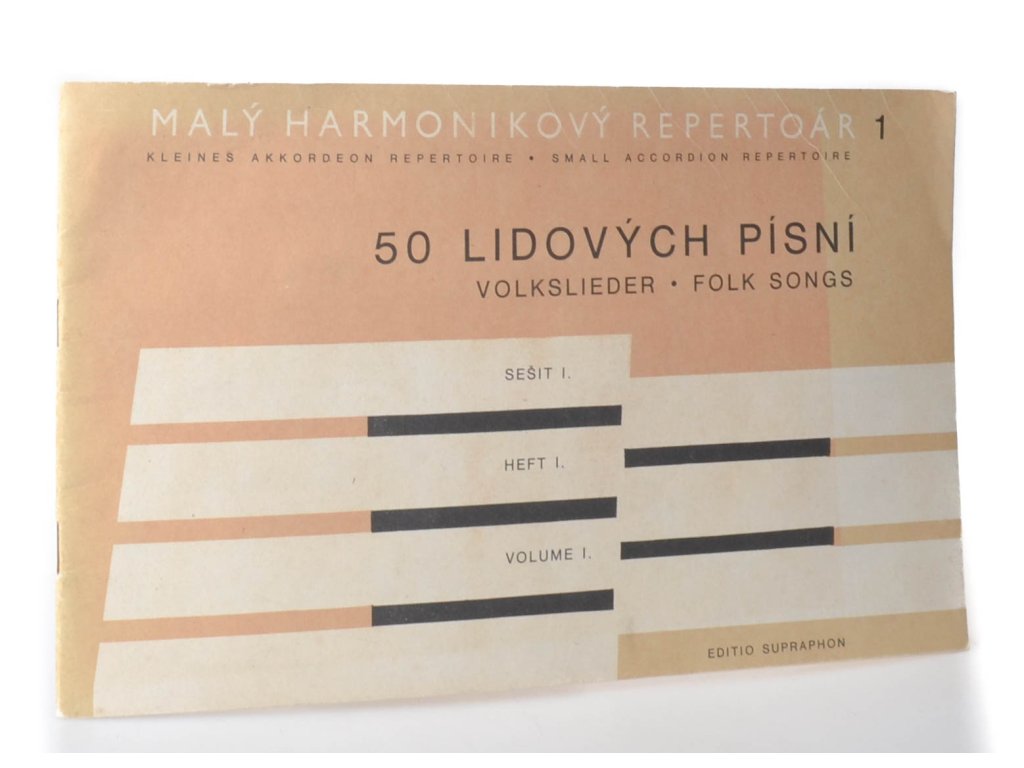 MALÝ HARMONIKOVÝ REPERTOÁR 1
KLEINES AKKORDEON REPERTOIRE • SMALL ACCORDION REPERTOIRE
50 LIDOVÝCH PÍSNÍ
VOLKSLIEDER • FOLK SONGS
SEŠIT I.
HEFT I.
VOLUME I.
EDITIO SUPRAPHON